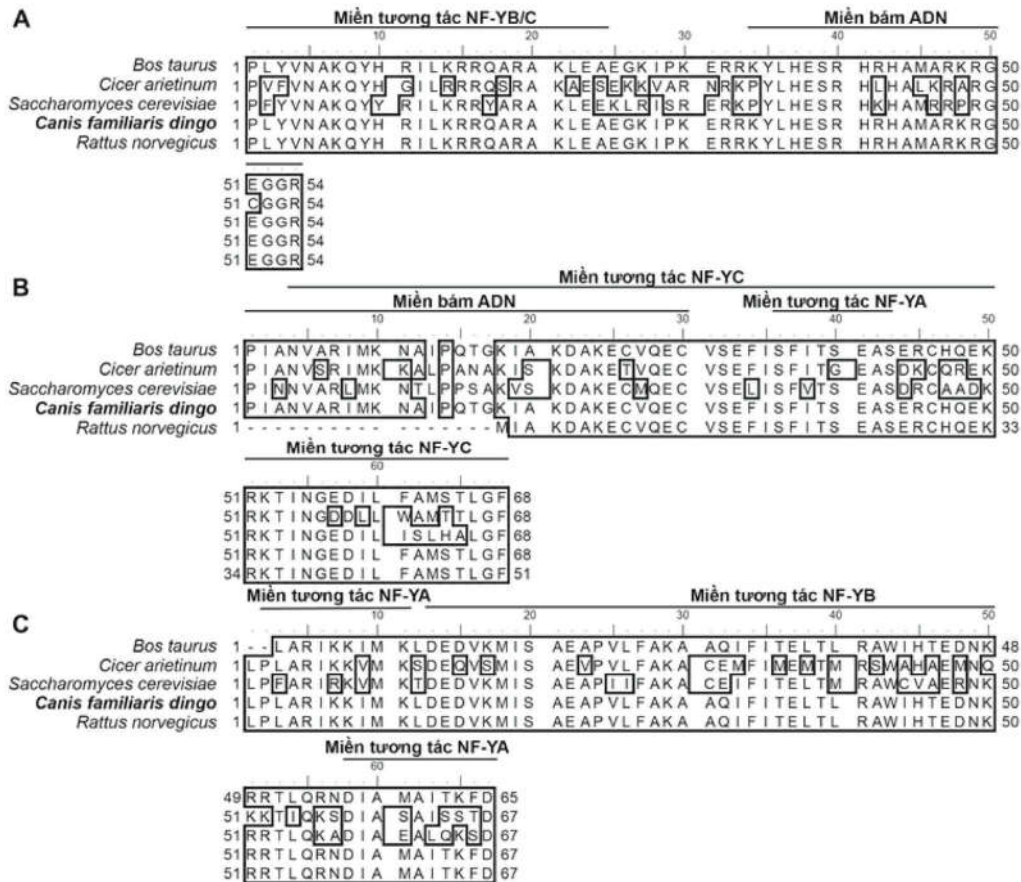 A
Miền tương tác NF-YB/C Miền bám ADN
10 20 30 40 50
Bos taurus 1 PLYVNAKQYH RILKRRQARA KLEAEGKIPK ERRKYLHESR HRHAMARKRG 50
Cicer arietinum 1 PVFVNAKQYH GILRRRQSRA KAESEKKVAR NRKPYLHESR HLHALKRARG 50
Saccharomyces cerevisiae 1 PFYVNAKQYY RILKRRYARA KLEEKLRISR ERKPYLHESR HKHAMRRPRG 50
Canis familiaris dingo 1 PLYVNAKQYH RILKRRQARA KLEAEGKIPK ERRKYLHESR HRHAMARKRG 50
Rattus norvegicus 1 PLYVNAKQYH RILKRRQARA KLEAEGKIPK ERRKYLHESR HRHAMARKRG 50
51 EGGR 54
51 CGGR 54
51 EGGR 54
51 EGGR 54
51 EGGR 54
Miền tương tác NF-YC
B
Miền bám ADN Miền tương tác NF-YA
10 20 30 40 50
Bos taurus 1 PIANVARIMK NAIPQTGKIA KDAKECVQEC VSEFISFITS EASERCHQEK 50
Cicer arietinum 1 PIANVSRIMK KALPANAKIS KDAKETVQEC VSEFISFITG EASDKCQREK 50
Saccharomyces cerevisiae 1 PINNVARLMK NTLPPSAKVS KDAKECMQEC VSELISFVTS EASDRCAADK 50
Canis familiaris dingo 1 PIANVARIMK NAIPQTGKIA KDAKECVQEC VSEFISFITS EASERCHQEK 50
Rattus norvegicus 1 - - - - - - - - - - - - - - - - MIA KDAKECVQEC VSEFISFITS EASERCHQEK 33
Miền tương tác NF-YC
60
51 RKTINGEDIL FAMSTLGF 68
51 RKTINGDDLL WAMTTLGF 68
51 RKTINGEDIL ISLHALGF 68
51 RKTINGEDIL FAMSTLGF 68
34 RKTINGEDIL FAMSTLGF 51
Miền tương tác NF-YA Miền tương tác NF-YB
C
10 20 30 40 50
Bos taurus 1 - - LARIKKIM KLDEDVKMIS AEAPVLFAKA AQIFITELTL RAWIHTEDNK 48
Cicer arietinum 1 LPLARIKKVM KSDEQVSMIS AEVPVLFAKA CEMFIMEMTM RSWAHAEMNQ 50
Saccharomyces cerevisiae 1 LPFARIRKVM KTDEDVKMIS AEAPIIFAKA CEIFITELTM RAWCVAERNK 50
Canis familiaris dingo 1 LPLARIKKIM KLDEDVKMIS AEAPVLFAKA AQIFITELTL RAWIHTEDNK 50
Rattus norvegicus 1 LPLARIKKIM KLDEDVKMIS AEAPVLFAKA AQIFITELTL RAWIHTEDNK 50
Miền tương tác NF-YA
60
49 RRTLQRNDIA MAITKFD 65
51 KKTIQKSDIA SAISSTD 67
51 RRTLQKADIA EALQKSD 67
51 RRTLQRNDIA MAITKFD 67
51 RRTLQRNDIA MAITKFD 67